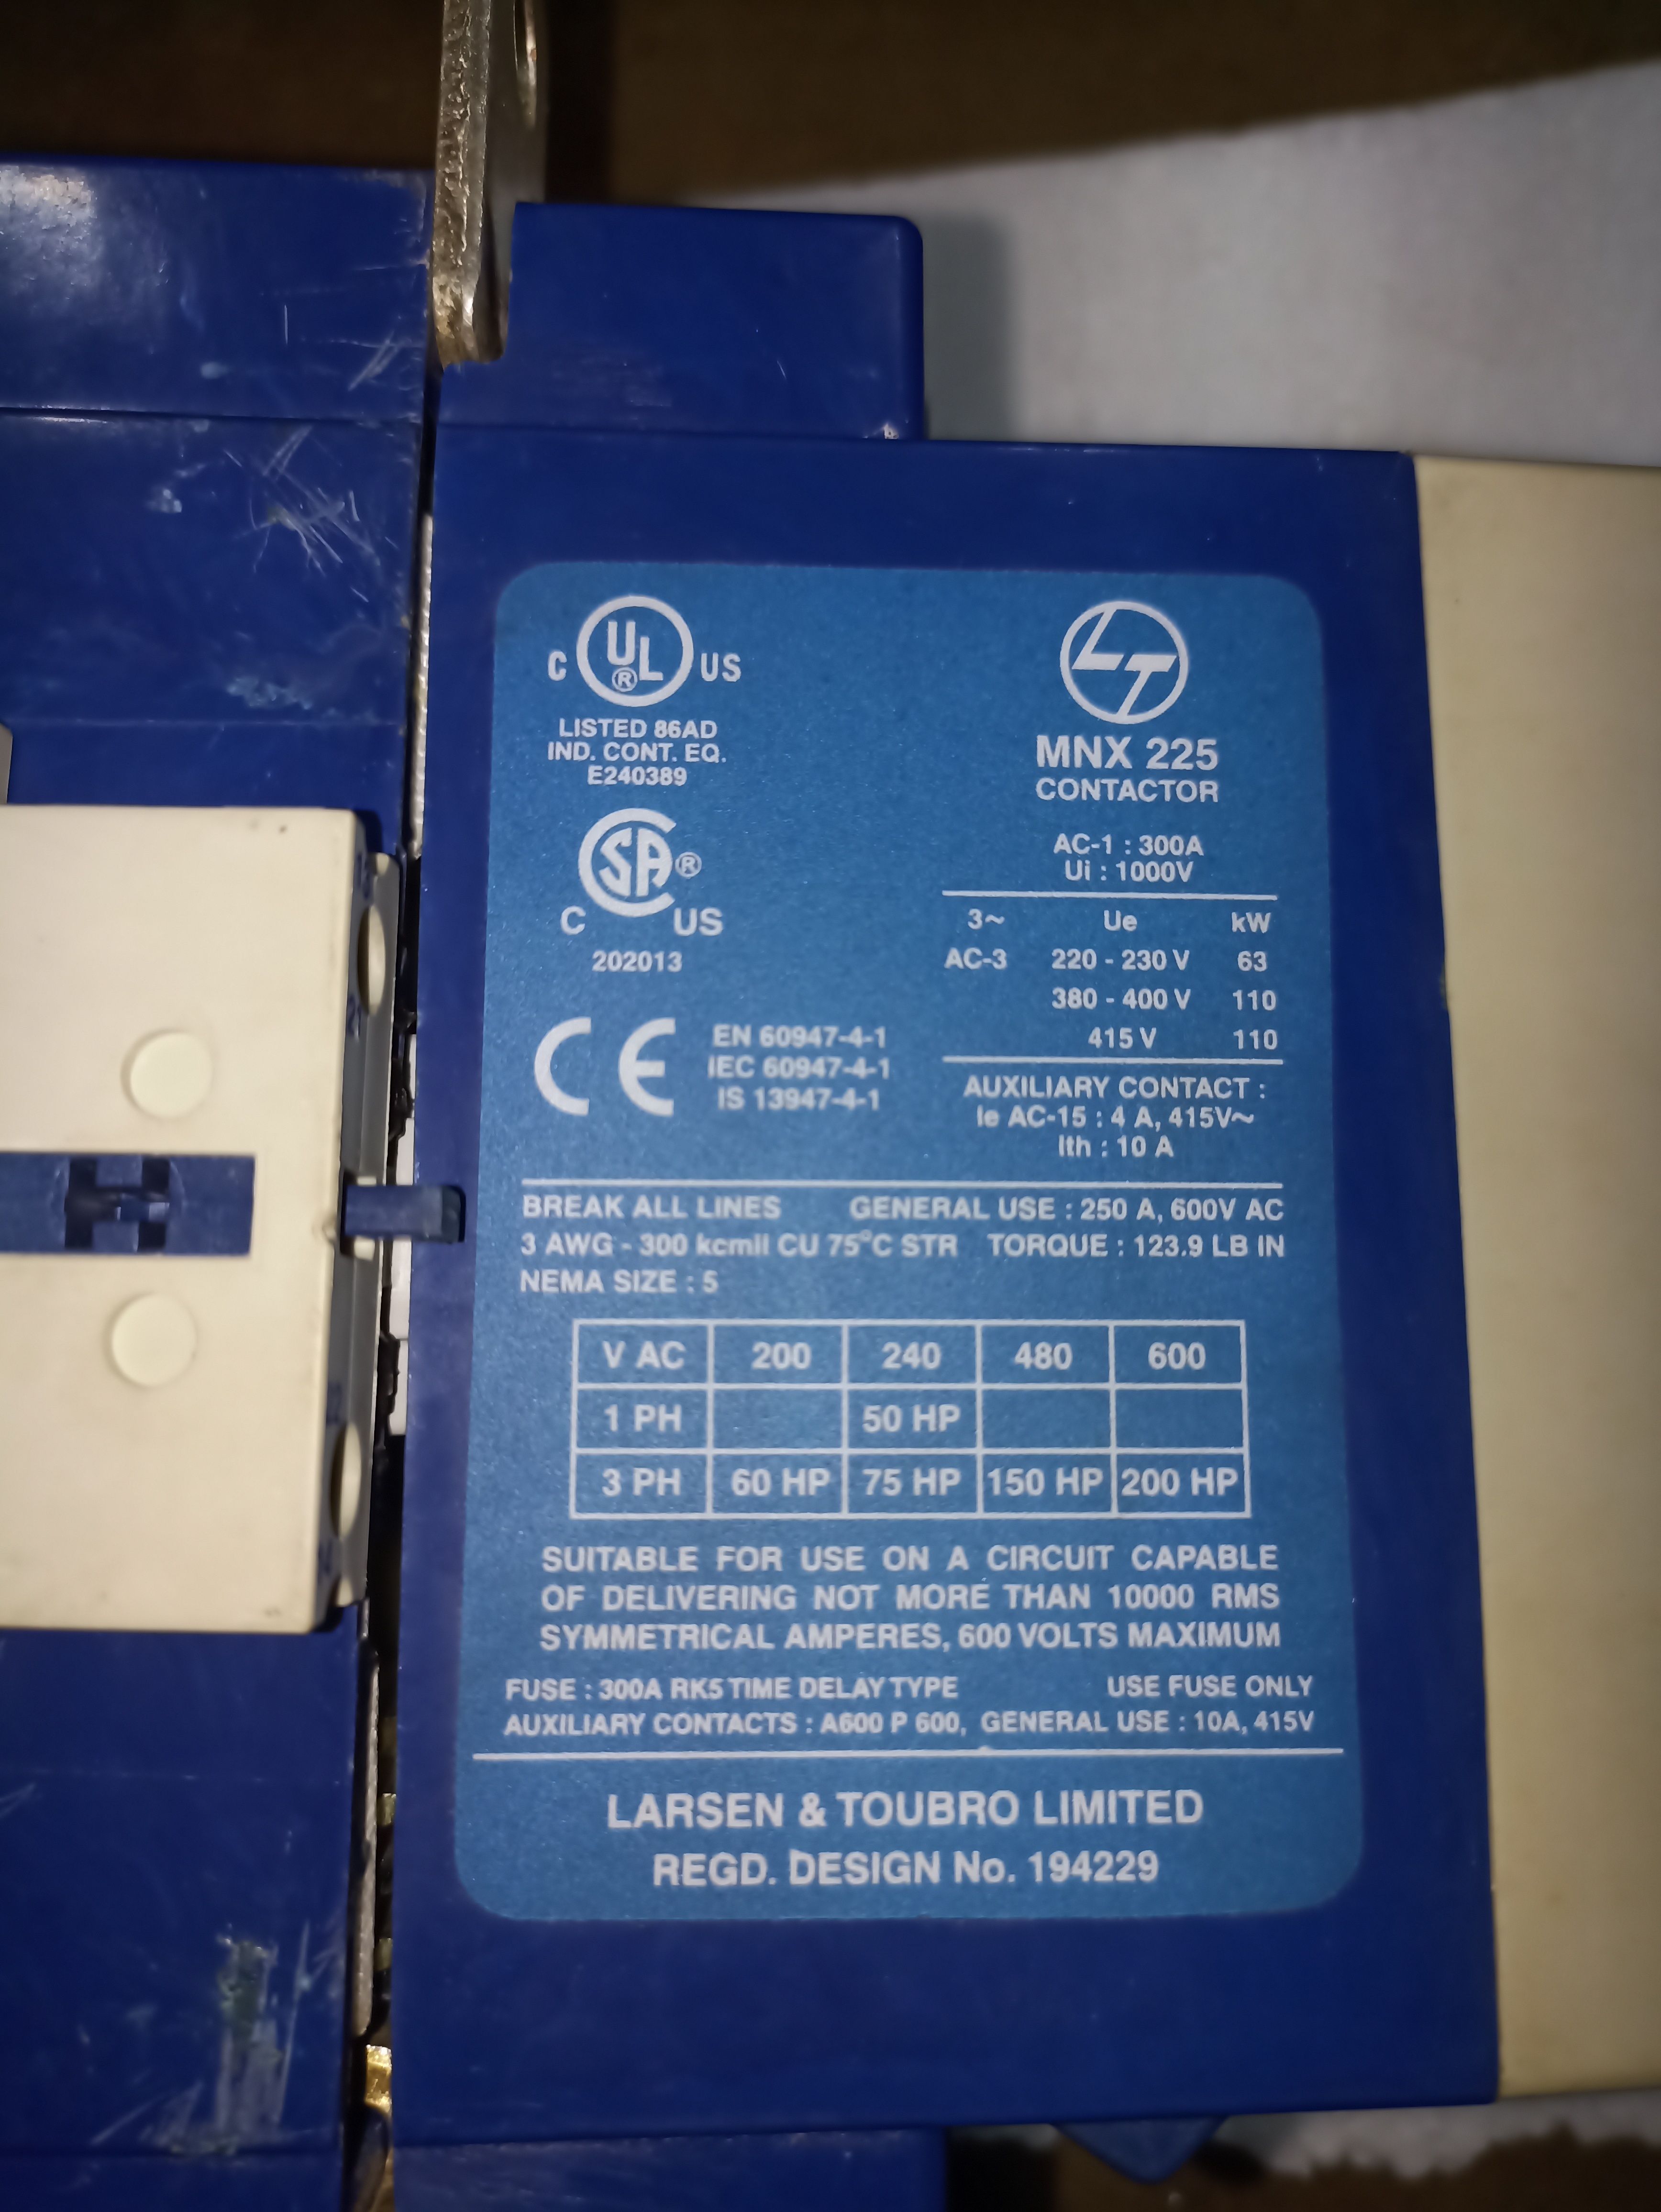 C UL® US
LISTED 86AD
IND. CONT. EQ.
E240389
CSA®
C US
202013
CE
EN 60947-4-1
IEC 60947-4-1
IS 13947-4-1
LT
MNX 225
CONTACTOR
AC-1 : 300A
Ui : 1000V
3~ Ue kW
AC-3 220 - 230 V 63
380 - 400 V 110
415 V 110
AUXILIARY CONTACT :
Ie AC-15 : 4 A, 415V~
Ith : 10 A
BREAK ALL LINES GENERAL USE : 250 A, 600V AC
3 AWG - 300 kcmil CU 75°C STR TORQUE : 123.9 LB IN
NEMA SIZE : 5
V AC 200 240 480 600
1 PH 50 HP
3 PH 60 HP 75 HP 150 HP 200 HP
SUITABLE FOR USE ON A CIRCUIT CAPABLE
OF DELIVERING NOT MORE THAN 10000 RMS
SYMMETRICAL AMPERES, 600 VOLTS MAXIMUM
FUSE : 300A RK5 TIME DELAY TYPE USE FUSE ONLY
AUXILIARY CONTACTS : A600 P 600, GENERAL USE : 10A, 415V
LARSEN & TOUBRO LIMITED
REGD. DESIGN No. 194229